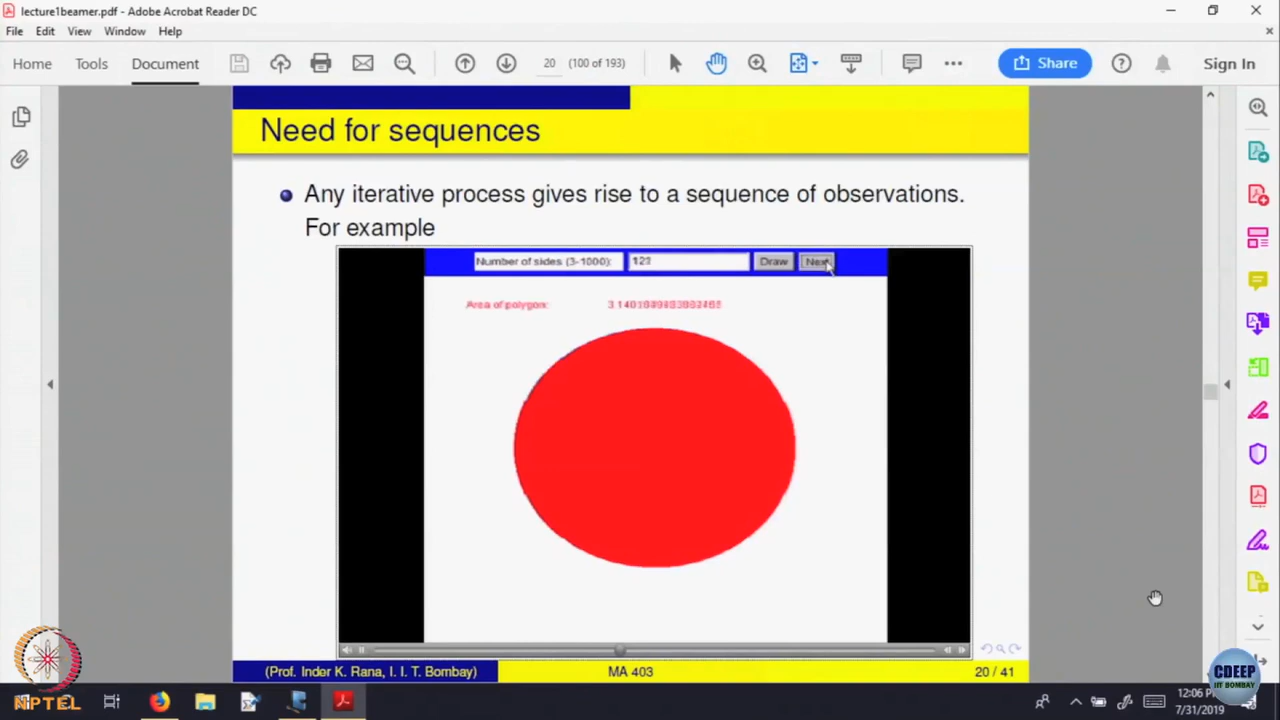 lecture1beamer.pdf - Adobe Acrobat Reader DC
File Edit View Window Help
Home Tools Document 20 (100 of 193) Share Sign In
Need for sequences
Any iterative process gives rise to a sequence of observations.
For example
Number of sides (3-1000): Draw Next
Area of polygon:
(Prof. Inder K. Rana, I. I. T. Bombay) MA 403 20 / 41
NPTEL
CDEEP
IIT BOMBAY
12:06
7/31/2019